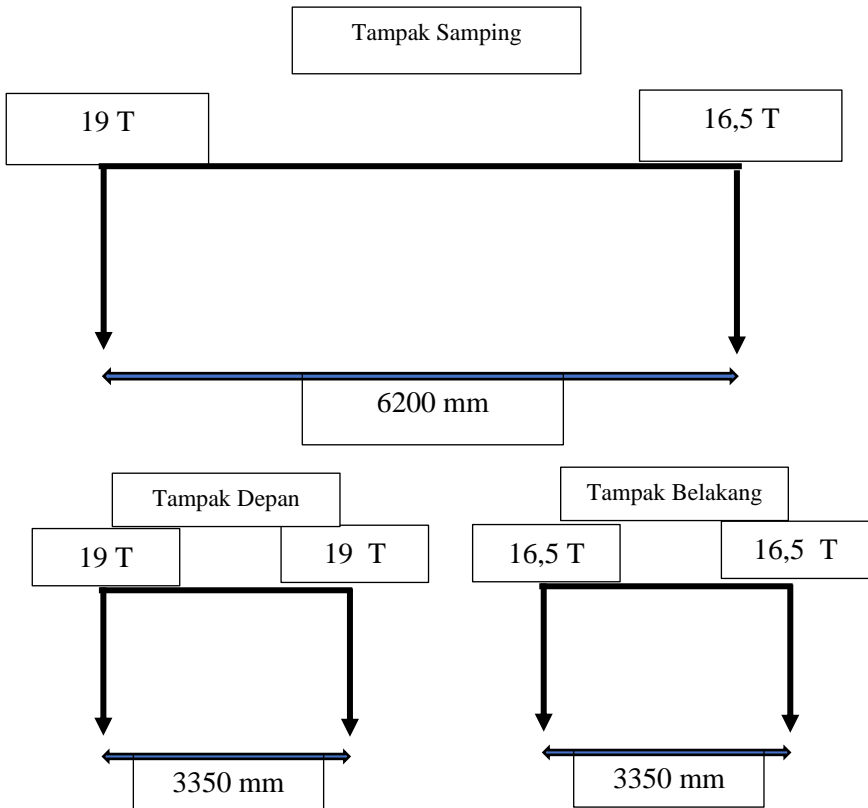 Tampak Samping
19 T
16,5 T
6200 mm
Tampak Depan
Tampak Belakang
19 T
19 T
16,5 T
16,5 T
3350 mm
3350 mm